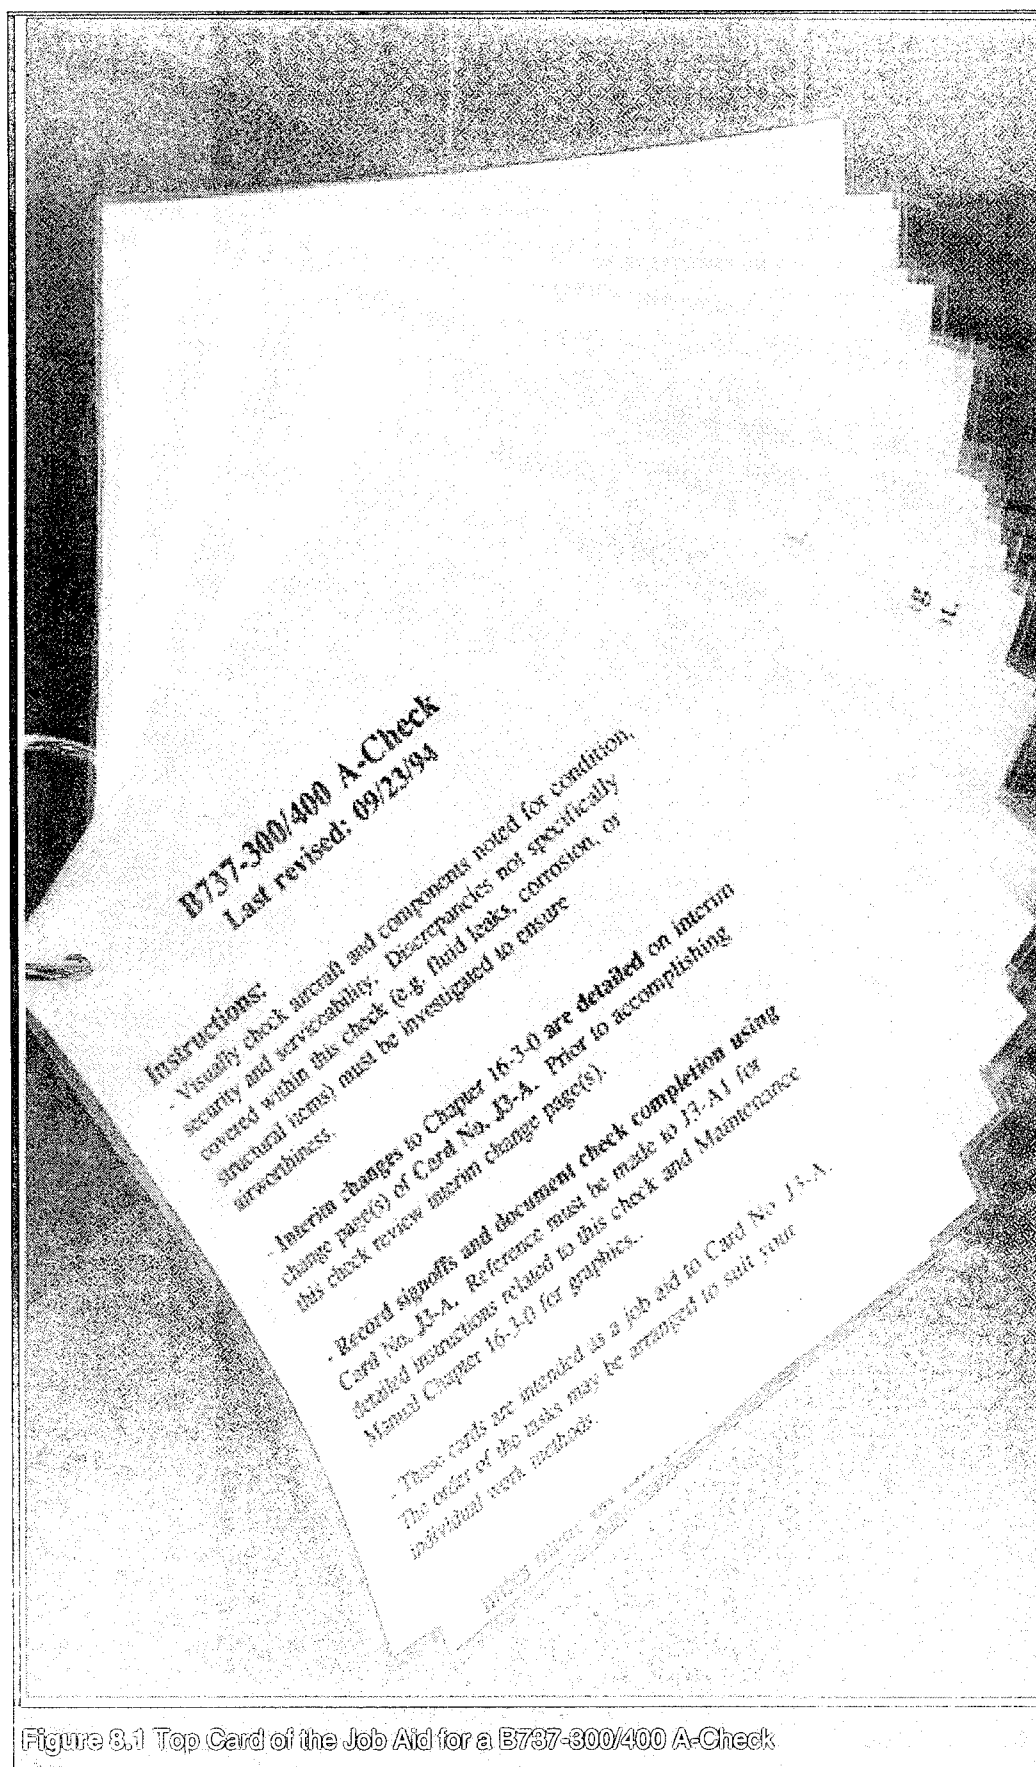 B737-300/400 A-Check
Last revised: 09/23/94
Instructions:
- Visually check aircraft and components noted for condition,
security and serviceability. Discrepancies not specifically
covered within this check (e.g. fluid leaks, corrosion, or
structural items) must be investigated to ensure
airworthiness.
- Interim changes to Chapter 16-3-0 are detailed on interim
change page(s) of Card No. J3-A. Prior to accomplishing
this check review interim change page(s).
- Record signoffs and document check completion using
Card No. J3-A. Reference must be made to J3-A1 for
detailed instructions related to this check and Maintenance
Manual Chapter 16-3-0 for graphics.
- These cards are intended as a job aid to Card No. J3-A.
The order of the tasks may be arranged to suit your
individual work methods.
Figure 8.1 Top Card of the Job Aid for a B737-300/400 A-Check